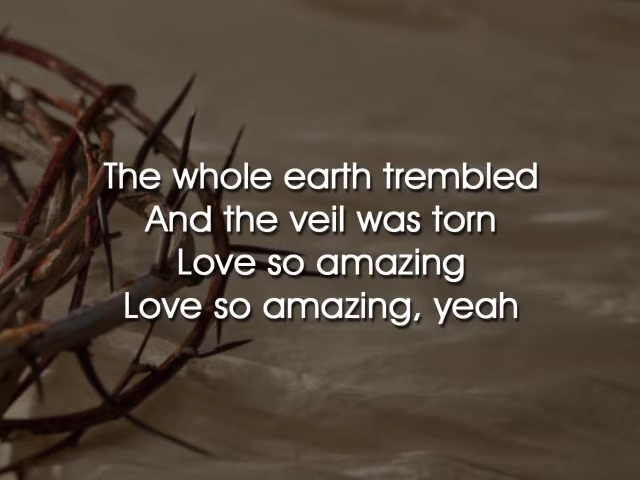 The whole earth trembled
And the veil was torn
Love so amazing
Love so amazing, yeah